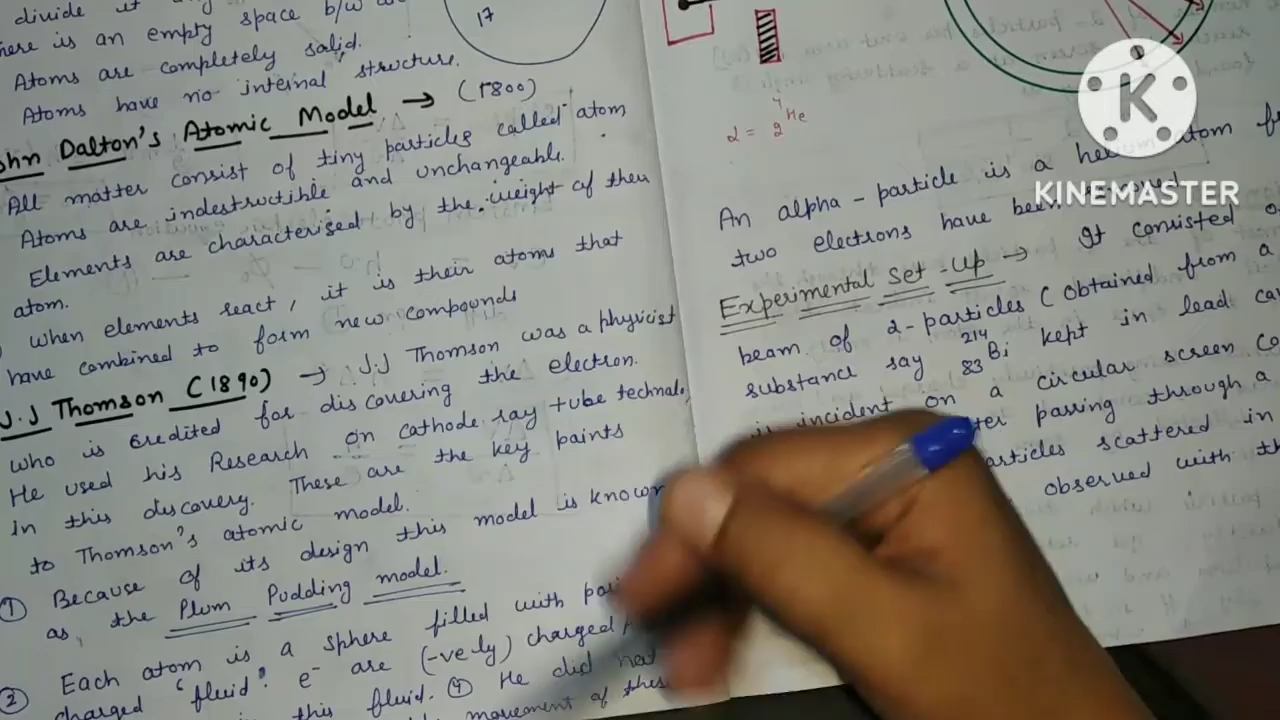 divide it
here is an empty space b/w
Atoms are completely salid.
Atoms have no internal structure.
17
John Dalton's Atomic Model → (1800)
All matter consist of tiny particles called atom
Atoms are indestructible and unchangeable.
Elements are characterised by the weight of their
atom.
When elements react, it is their atoms that
have combined to form new compounds
J.J Thomson (1890) → J.J Thomson was a physicist
who is credited for discovering the electron.
He used his Research on cathode ray tube
in this discovery. These are the key points
to Thomson's atomic model.
① Because of its design this model is known
as, the Plum Pudding model.
② Each atom is a sphere filled with
charged 'fluid'. e⁻ are (-vely) charged
this fluid. ④ He did not
movement of these
α = ⁴₂He
An alpha-particle is a
two electrons have been
Experimental Set-Up → It consisted
beam of α-particles (obtained from a
substance say ²¹⁴₈₃Bi kept in lead
is incident on a circular screen
passing through a
scattered in
observed with
K
KINEMASTER